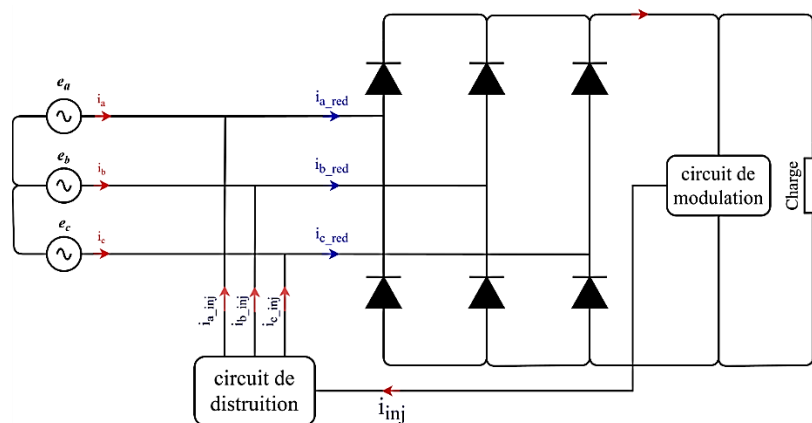 e_a
i_a
i_a_red
e_b
i_b
i_b_red
circuit de
modulation
Charge
e_c
i_c
i_c_red
i_a_inj
i_b_inj
i_c_inj
circuit de
distruition
i_inj